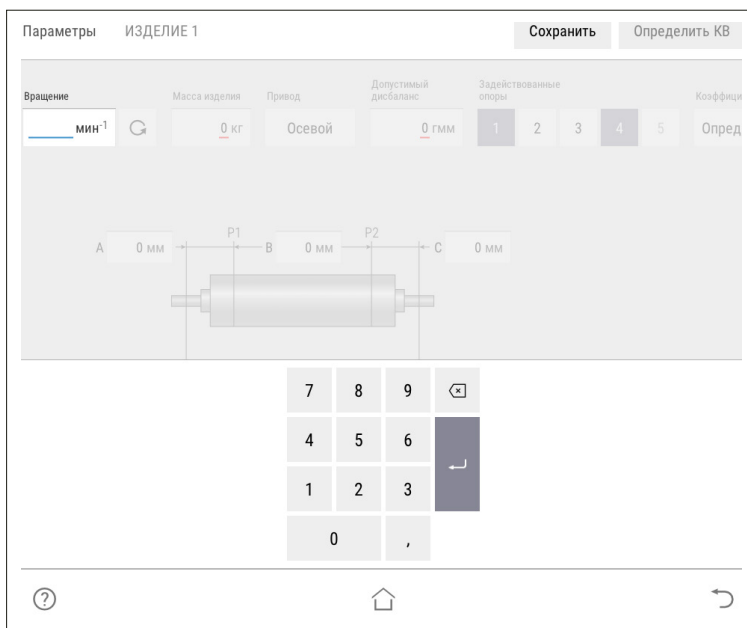 Параметры ИЗДЕЛИЕ 1 Сохранить Определить КВ
Вращение Масса изделия Привод Допустимый дисбаланс Задействованные опоры Коэффици
мин-1 0 кг Осевой 0 гмм 1 2 3 4 5 Опред
P1 P2
A 0 мм B 0 мм C 0 мм
7 8 9
4 5 6
1 2 3
0 ,
?